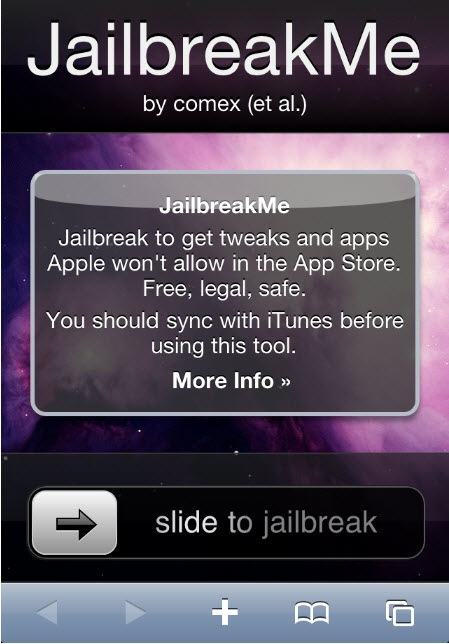 JailbreakMe
by comex (et al.)
JailbreakMe
Jailbreak to get tweaks and apps
Apple won't allow in the App Store.
Free, legal, safe.
You should sync with iTunes before
using this tool.
More Info »
slide to jailbreak